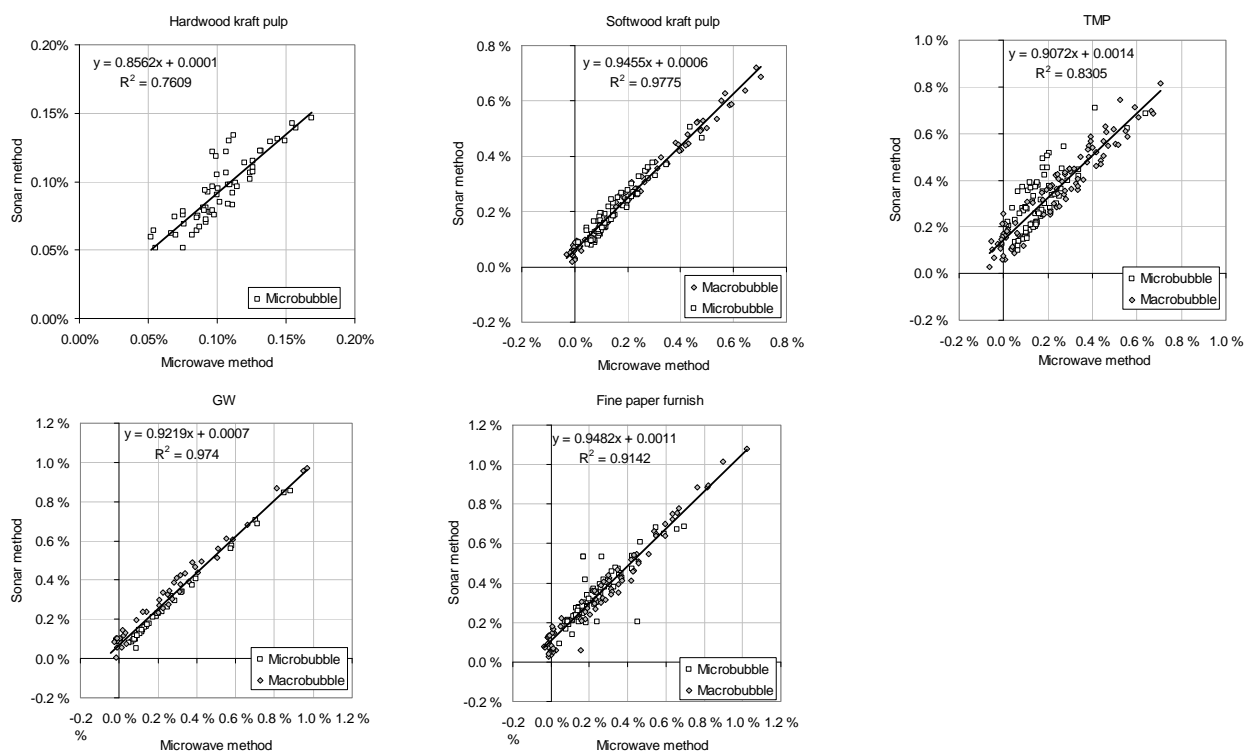 Hardwood kraft pulp
0.20%
y = 0.8562x + 0.0001
R² = 0.7609
0.15%
Sonar method
0.10%
0.05%
Microbubble
0.00%
0.00% 0.05% 0.10% 0.15% 0.20%
Microwave method
Softwood kraft pulp
0.8 %
y = 0.9455x + 0.0006
R² = 0.9775
0.6 %
0.4 %
Sonar method
0.2 %
0.0 %
Macrobubble
Microbubble
-0.2 %
-0.2 % 0.0 % 0.2 % 0.4 % 0.6 % 0.8 %
Microwave method
TMP
1.0 %
y = 0.9072x + 0.0014
R² = 0.8305
0.8 %
0.6 %
Sonar method
0.4 %
0.2 %
0.0 %
Microbubble
Macrobubble
-0.2 %
-0.2 % 0.0 % 0.2 % 0.4 % 0.6 % 0.8 % 1.0 %
Microwave method
GW
1.2 %
y = 0.9219x + 0.0007
R² = 0.974
1.0 %
0.8 %
0.6 %
Sonar method
0.4 %
0.2 %
0.0 %
Microbubble
Macrobubble
-0.2 %
-0.2 0.0 % 0.2 % 0.4 % 0.6 % 0.8 % 1.0 % 1.2 %
%
Microwave method
Fine paper furnish
1.2 %
y = 0.9482x + 0.0011
R² = 0.9142
1.0 %
0.8 %
0.6 %
Sonar method
0.4 %
0.2 %
0.0 %
Microbubble
Macrobubble
-0.2 %
-0.2 0.0 % 0.2 % 0.4 % 0.6 % 0.8 % 1.0 % 1.2 %
%
Microwave method